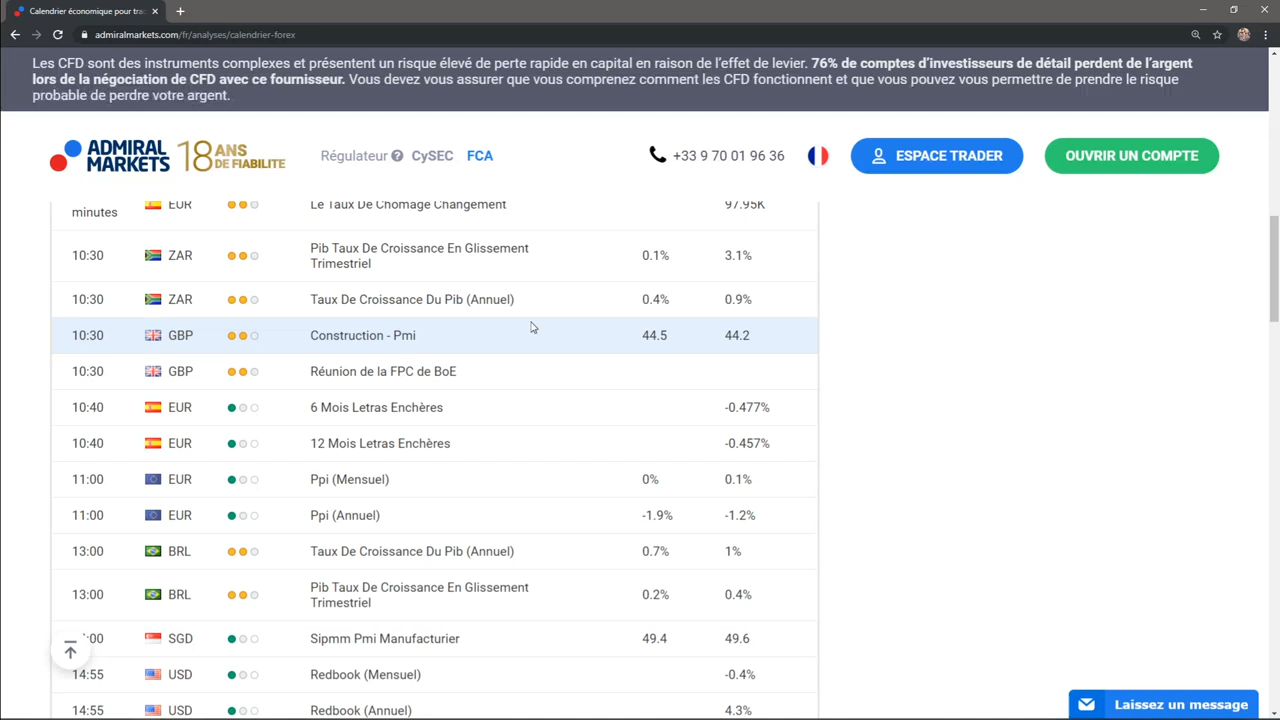 Calendrier économique pour tra
admiralmarkets.com/fr/analyses/calendrier-forex
Les CFD sont des instruments complexes et présentent un risque élevé de perte rapide en capital en raison de l'effet de levier. 76% de comptes d'investisseurs de détail perdent de l'argent
lors de la négociation de CFD avec ce fournisseur. Vous devez vous assurer que vous comprenez comment les CFD fonctionnent et que vous pouvez vous permettre de prendre le risque
probable de perdre votre argent.
ADMIRAL MARKETS 18 ANS DE FIABILITE Régulateur CySEC FCA +33 9 70 01 96 36 ESPACE TRADER OUVRIR UN COMPTE
minutes EUR Le Taux De Chomage Changement 97.95K
10:30 ZAR Pib Taux De Croissance En Glissement Trimestriel 0.1% 3.1%
10:30 ZAR Taux De Croissance Du Pib (Annuel) 0.4% 0.9%
10:30 GBP Construction - Pmi 44.5 44.2
10:30 GBP Réunion de la FPC de BoE
10:40 EUR 6 Mois Letras Enchères -0.477%
10:40 EUR 12 Mois Letras Enchères -0.457%
11:00 EUR Ppi (Mensuel) 0% 0.1%
11:00 EUR Ppi (Annuel) -1.9% -1.2%
13:00 BRL Taux De Croissance Du Pib (Annuel) 0.7% 1%
13:00 BRL Pib Taux De Croissance En Glissement Trimestriel 0.2% 0.4%
:00 SGD Sipmm Pmi Manufacturier 49.4 49.6
14:55 USD Redbook (Mensuel) -0.4%
14:55 USD Redbook (Annuel) 4.3%
Laissez un message